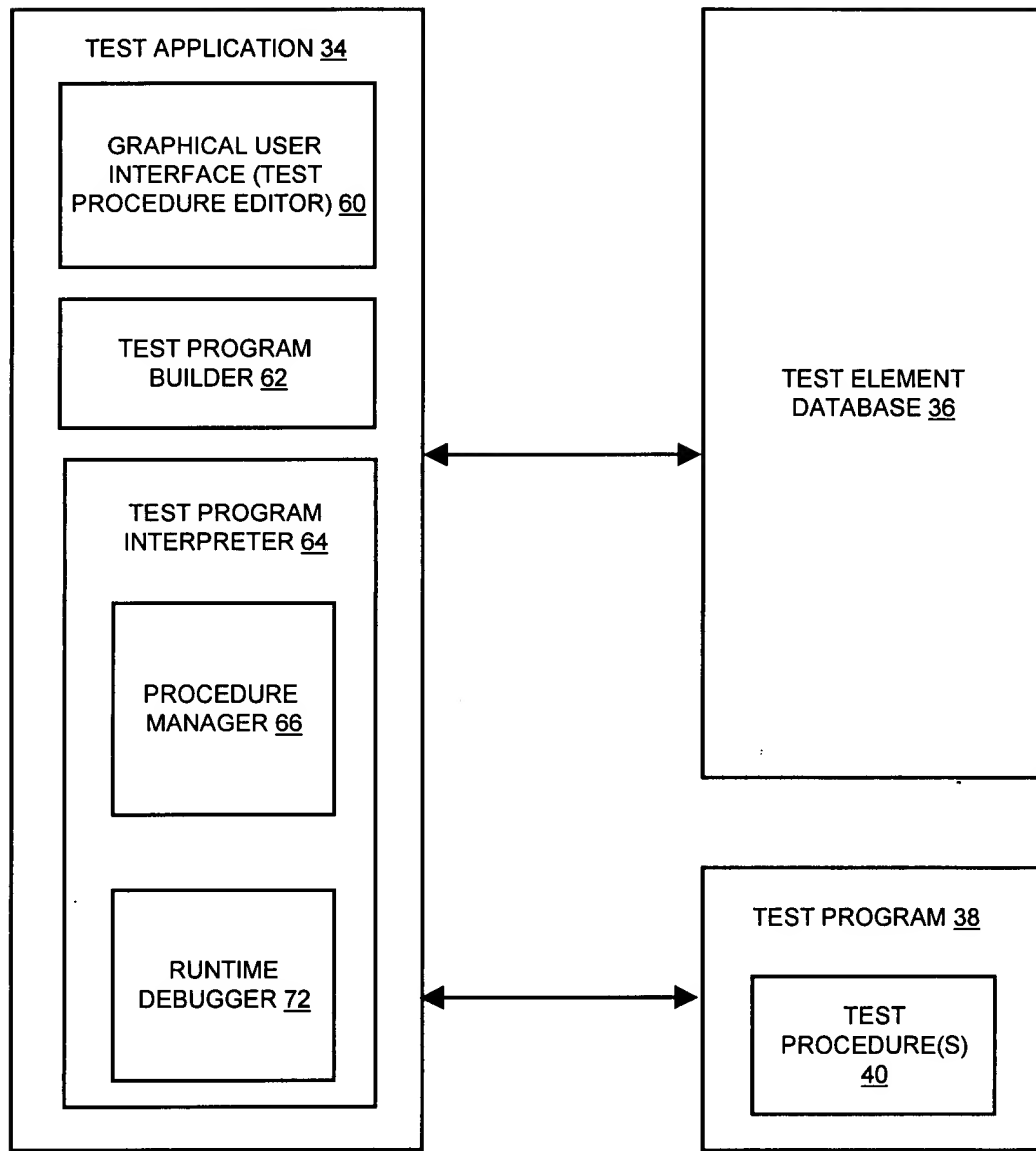 TEST APPLICATION 34
GRAPHICAL USER
INTERFACE (TEST
PROCEDURE EDITOR) 60
TEST PROGRAM
BUILDER 62
TEST PROGRAM
INTERPRETER 64
PROCEDURE
MANAGER 66
RUNTIME
DEBUGGER 72
TEST ELEMENT
DATABASE 36
TEST PROGRAM 38
TEST
PROCEDURE(S)
40